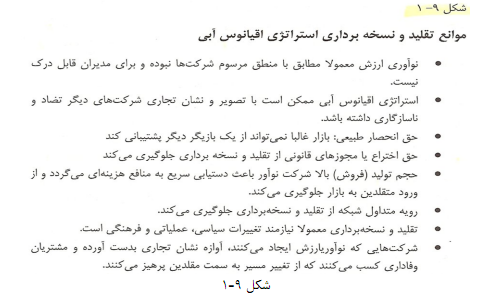 شکل ۹- ۱
موانع تقلید و نسخه برداری استراتژی اقیانوس آبی
● نوآوری ارزش معمولا مطابق با منطق مرسوم شرکت‌ها نبوده و برای مدیران قابل درک
نیست.
● استراتژی اقیانوس آبی ممکن است با تصویر و نشان تجاری شرکت‌های دیگر تضاد و
ناسازگاری داشته باشد.
● حق انحصار طبیعی: بازار غالبا نمی‌تواند از یک بازیگر دیگر پشتیبانی کند
● حق اختراع یا مجوزهای قانونی از تقلید و نسخه برداری جلوگیری می‌کند
● حجم تولید (فروش) بالا شرکت نوآور باعث دستیابی سریع به منافع هزینه‌ای می‌گردد و از
ورود متقلدین به بازار جلوگیری می‌کند.
● رویه متداول شبکه از تقلید و نسخه‌برداری جلوگیری می‌کند.
● تقلید و نسخه‌برداری معمولا نیازمند تغییرات سیاسی، عملیاتی و فرهنگی است.
● شرکت‌هایی که نوآوریارزش ایجاد می‌کنند، آوازه نشان تجاری بدست آورده و مشتریان
وفاداری کسب می‌کنند که از تغییر مسیر به سمت مقلدین پرهیز می‌کنند.
شکل ۹-۱